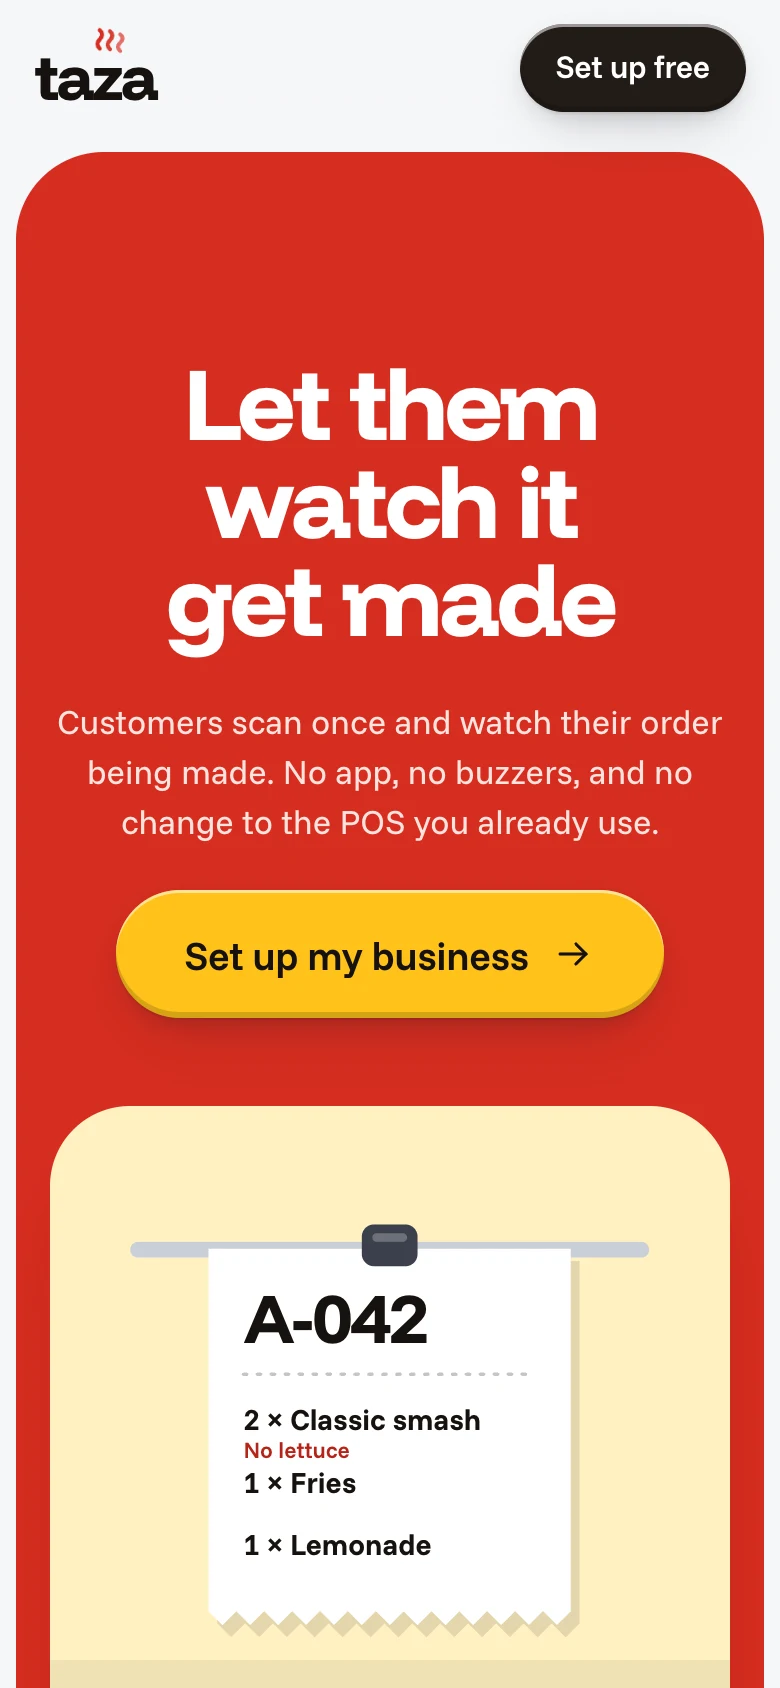 taza
Set up free
Let them
watch it
get made
Customers scan once and watch their order
being made. No app, no buzzers, and no
change to the POS you already use.
Set up my business →
A-042
2 × Classic smash
No lettuce
1 × Fries
1 × Lemonade